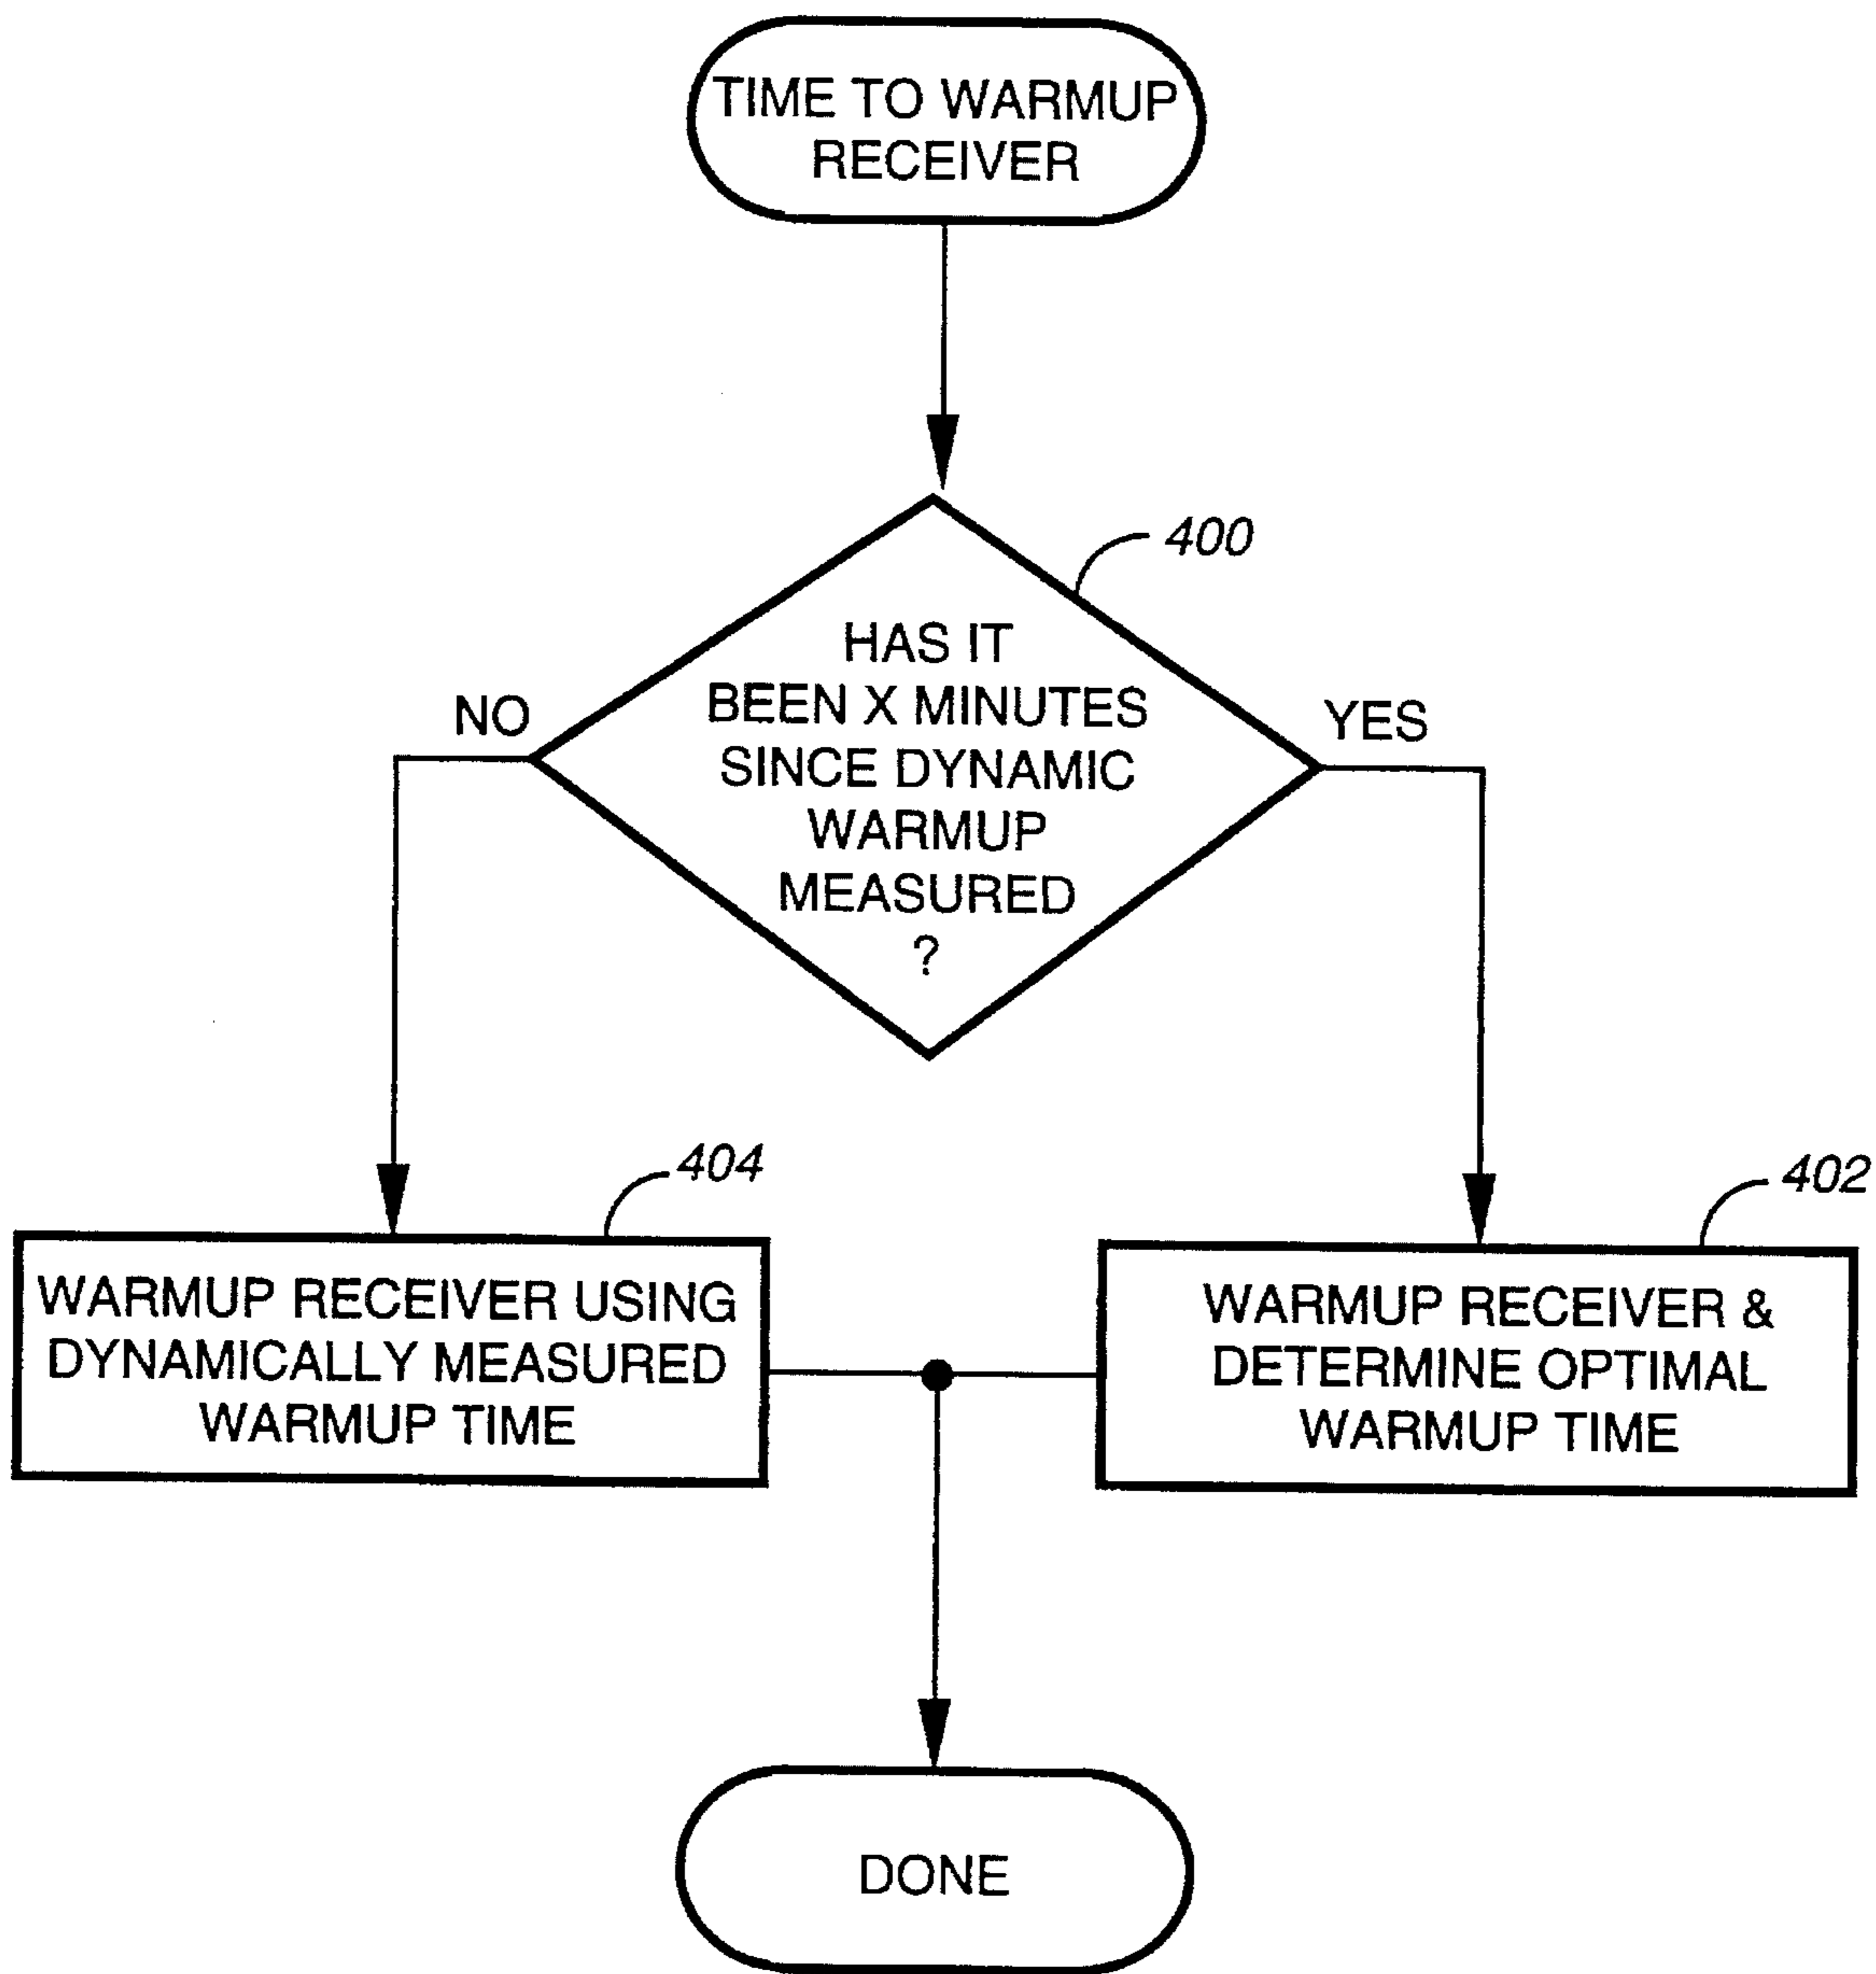 TIME TO WARMUP
RECEIVER
400
HAS IT
BEEN X MINUTES
SINCE DYNAMIC
WARMUP
MEASURED
?
NO
YES
404
WARMUP RECEIVER USING
DYNAMICALLY MEASURED
WARMUP TIME
402
WARMUP RECEIVER &
DETERMINE OPTIMAL
WARMUP TIME
DONE